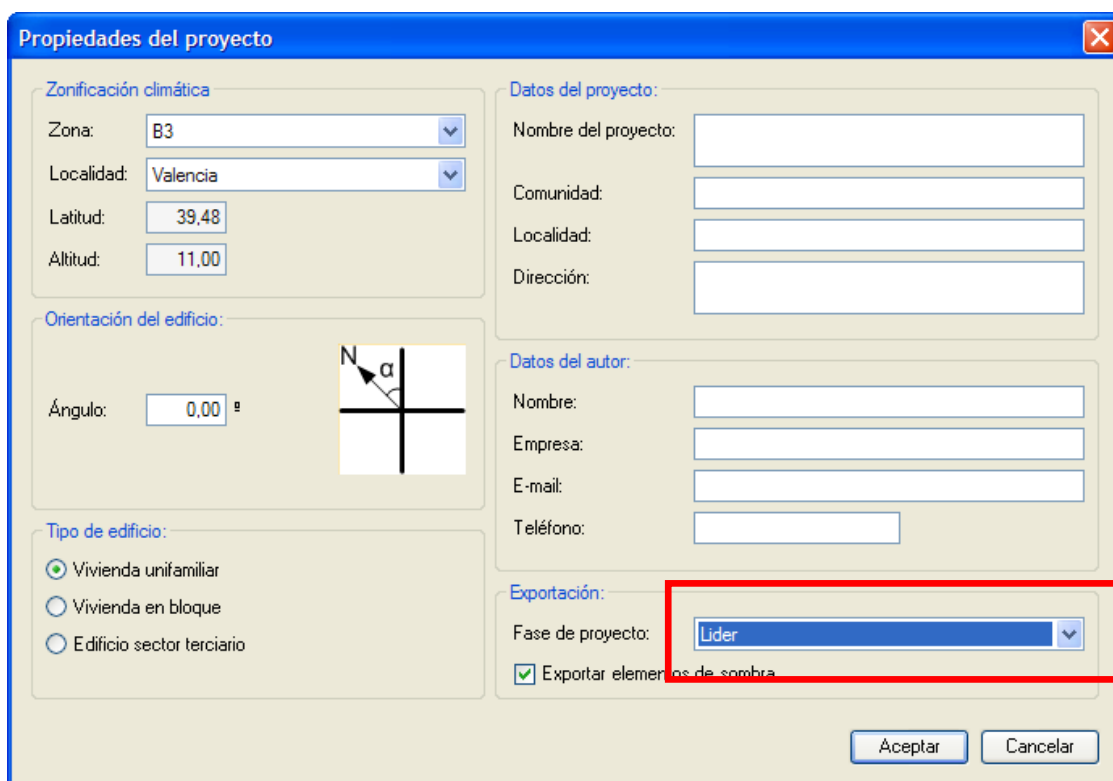 Propiedades del proyecto
Zonificación climática
Zona: B3
Localidad: Valencia
Latitud: 39,48
Altitud: 11,00
Orientación del edificio:
Ángulo: 0,00 º
N
α
Tipo de edificio:
Vivienda unifamiliar
Vivienda en bloque
Edificio sector terciario
Datos del proyecto:
Nombre del proyecto:
Comunidad:
Localidad:
Dirección:
Datos del autor:
Nombre:
Empresa:
E-mail:
Teléfono:
Exportación:
Fase de proyecto: Lider
Exportar elementos de sombra
Aceptar Cancelar